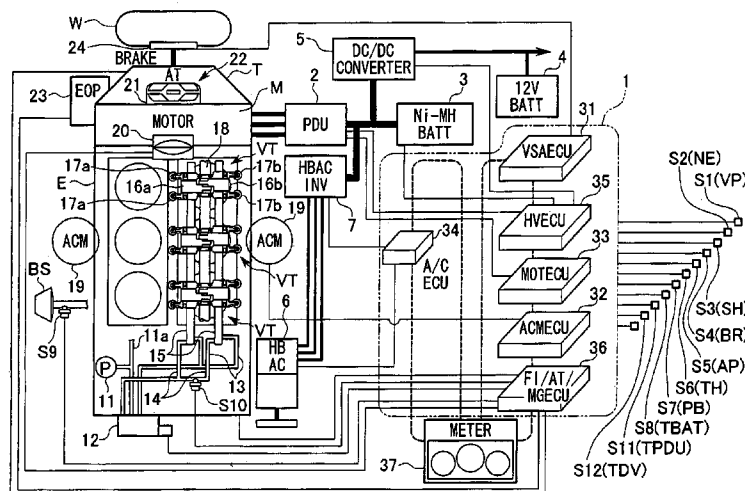 W
24
BRAKE
22
AT
T
23
EOP
21
M
MOTOR
20
18
VT
17a
17b
E
16a
16b
17a
17b
19
ACM
ACM
19
BS
S9
VT
VT
15
11a
P
11
13
14
S10
12
5
DC/DC
CONVERTER
2
PDU
3
Ni-MH
BATT
4
12V
BATT
HBAC
INV
7
6
HB
AC
34
A/C
ECU
1
31
VSAECU
35
HVECU
33
MOTECU
32
ACMECU
36
FI/AT/
MGECU
METER
37
S1(VP)
S2(NE)
S3(SH)
S4(BR)
S5(AP)
S6(TH)
S7(PB)
S8(TBAT)
S11(TPDU)
S12(TDV)